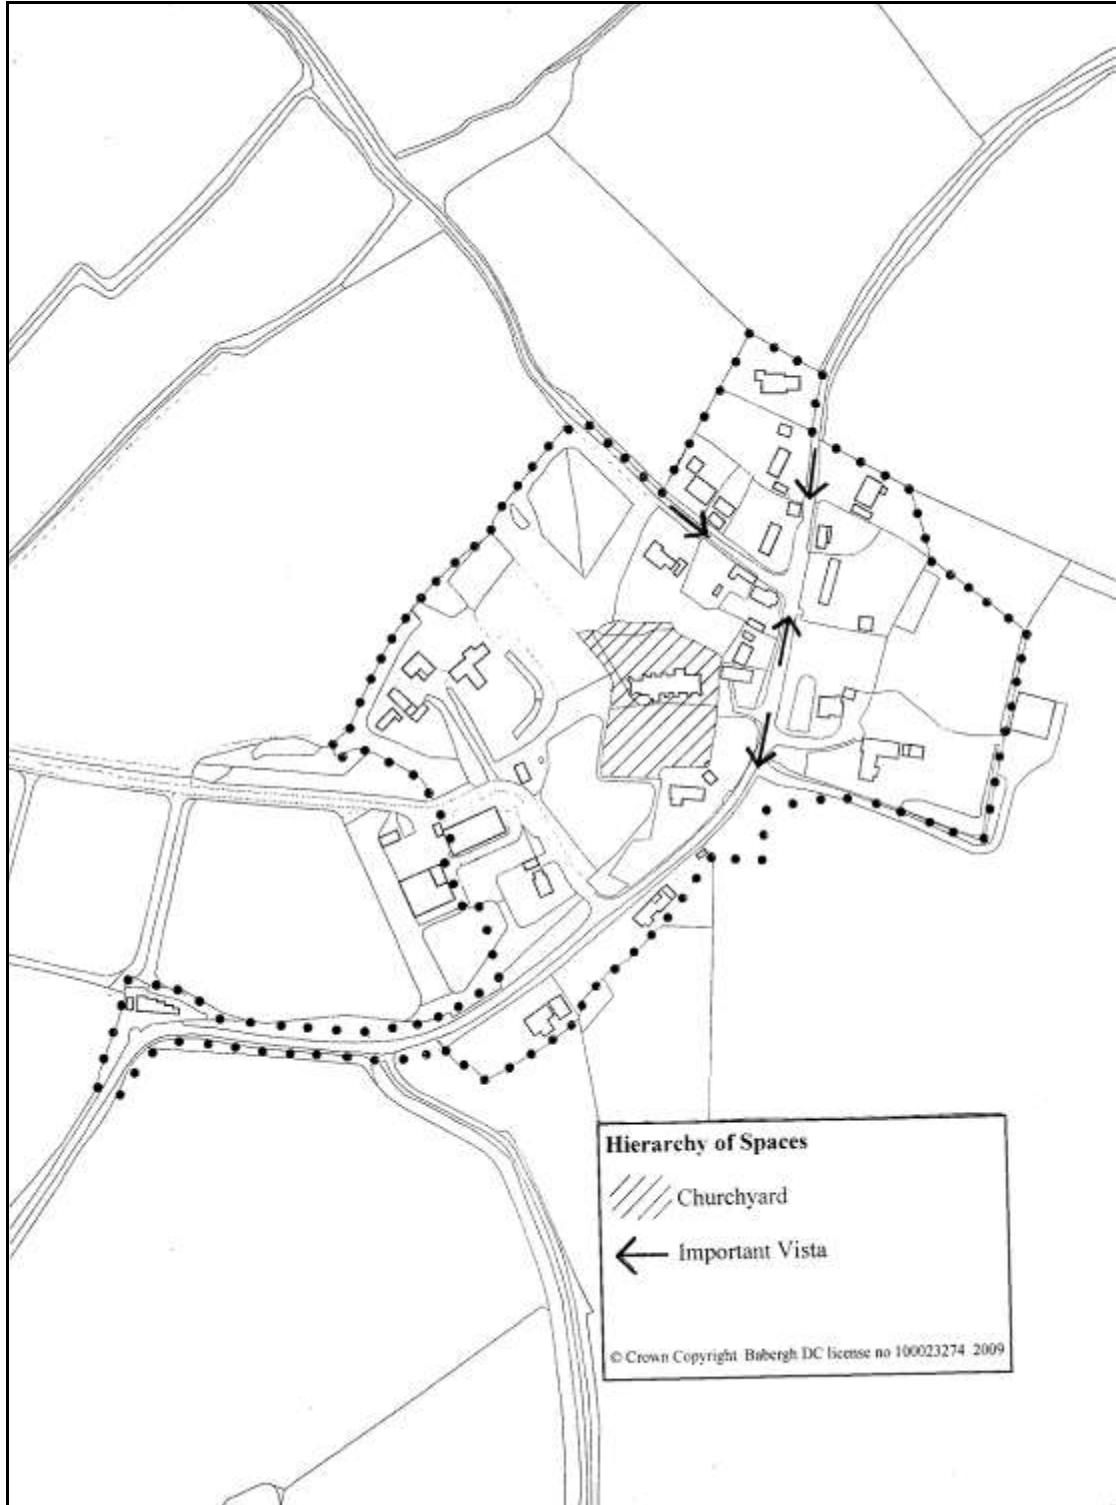 Hierarchy of Spaces
Churchyard
Important Vista
© Crown Copyright Babergh DC license no 100023274 2009